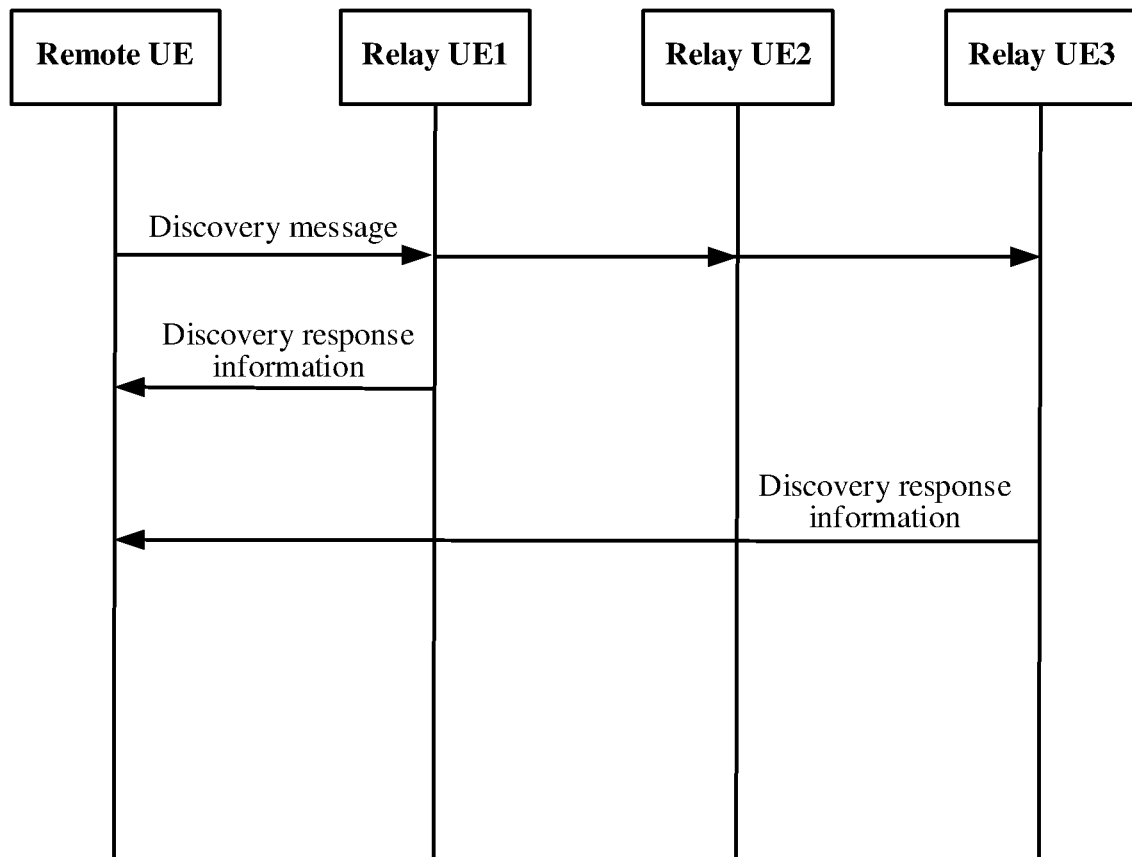 Remote UE
Relay UE1
Relay UE2
Relay UE3
Discovery message
Discovery response
information
Discovery response
information